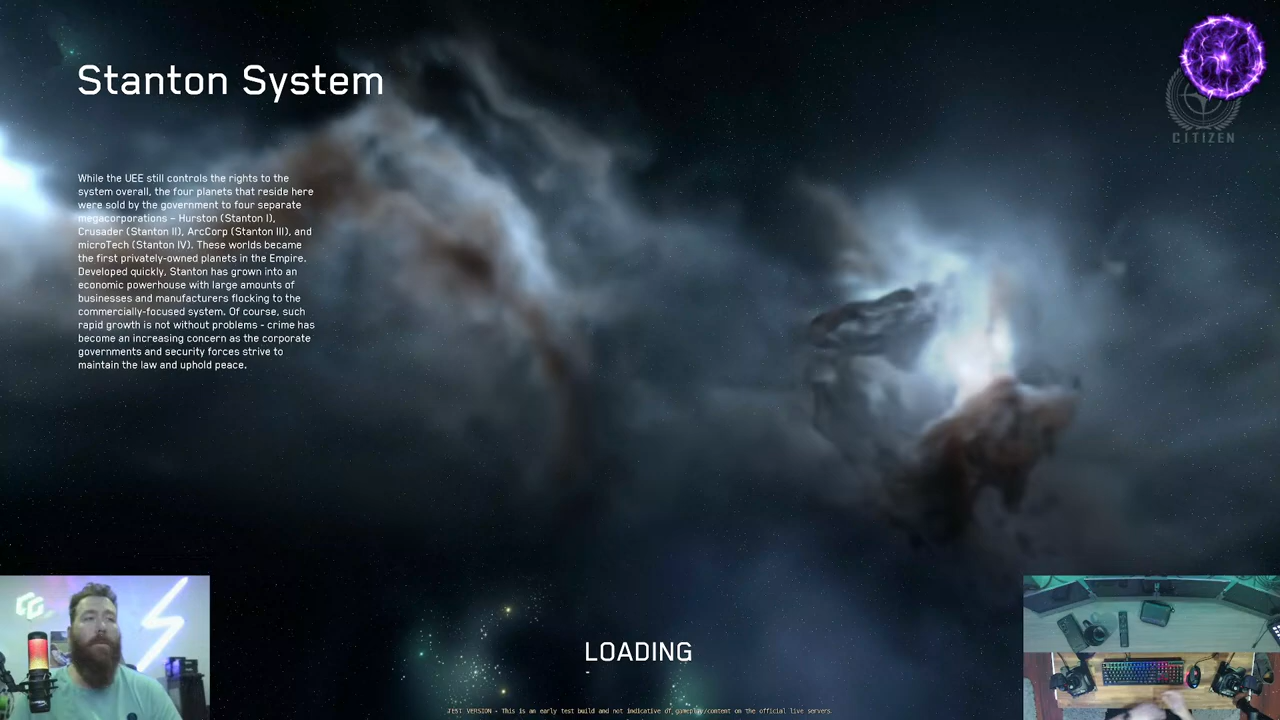 Stanton System
CITIZEN
While the UEE still controls the rights to the
system overall, the four planets that reside here
were sold by the government to four separate
megacorporations – Hurston (Stanton I),
Crusader (Stanton II), ArcCorp (Stanton III), and
microTech (Stanton IV). These worlds became
the first privately-owned planets in the Empire.
Developed quickly, Stanton has grown into an
economic powerhouse with large amounts of
businesses and manufacturers flocking to the
commercially-focused system. Of course, such
rapid growth is not without problems - crime has
become an increasing concern as the corporate
governments and security forces strive to
maintain the law and uphold peace.
LOADING
TEST VERSION - This is an early test build and not indicative of gameplay/content on the official live servers.